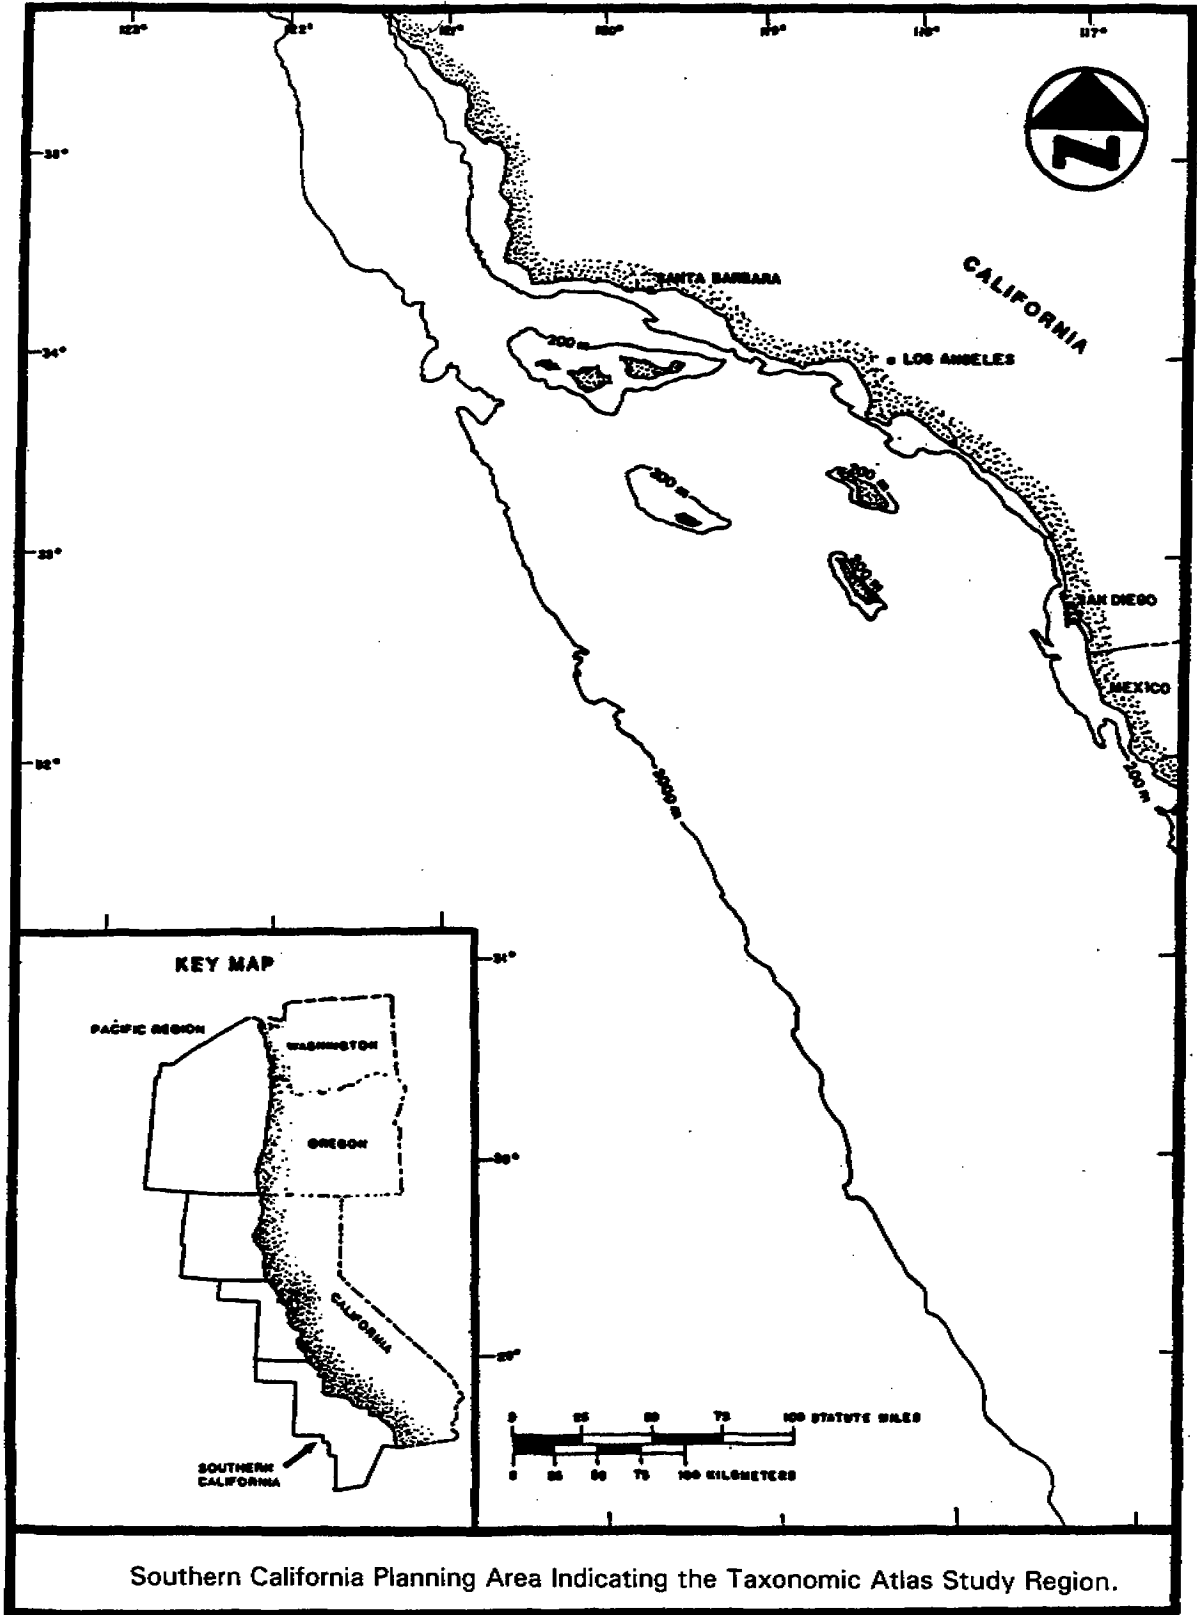 123° 122° 121° 120° 119° 118° 117°
N
35°
CALIFORNIA
SANTA BARBARA
34°
200 m
LOS ANGELES
200 m
200 m
33°
200 m
SAN DIEGO
MEXICO
32°
200 m
31°
KEY MAP
PACIFIC REGION
WASHINGTON
OREGON
30°
CALIFORNIA
29°
0 25 50 75 100 STATUTE MILES
0 25 50 75 100 KILOMETERS
SOUTHERN
CALIFORNIA
Southern California Planning Area Indicating the Taxonomic Atlas Study Region.